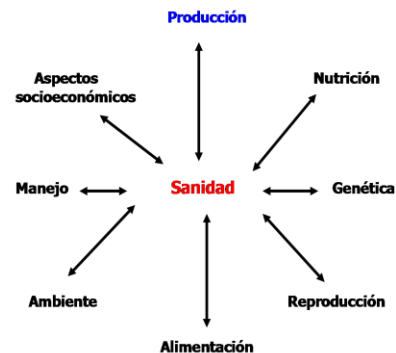 Producción
Aspectos
socioeconómicos
Nutrición
Manejo
Sanidad
Genética
Ambiente
Reproducción
Alimentación